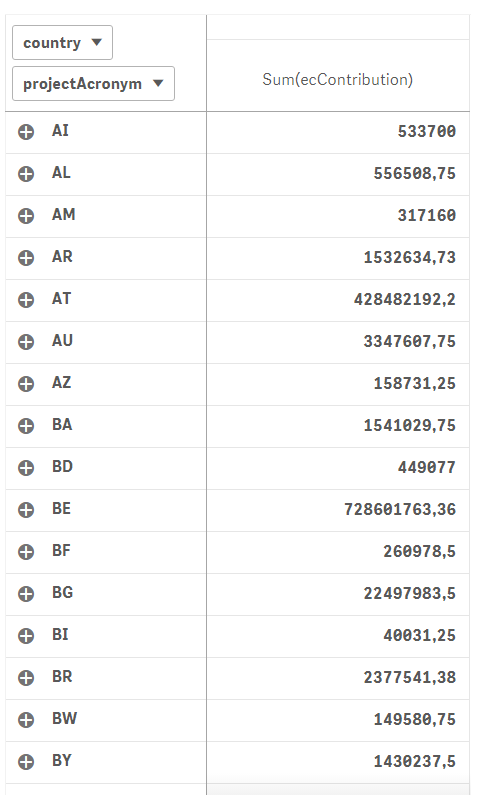 country
projectAcronym
Sum(ecContribution)
AI 533700
AL 556508,75
AM 317160
AR 1532634,73
AT 428482192,2
AU 3347607,75
AZ 158731,25
BA 1541029,75
BD 449077
BE 728601763,36
BF 260978,5
BG 22497983,5
BI 40031,25
BR 2377541,38
BW 149580,75
BY 1430237,5